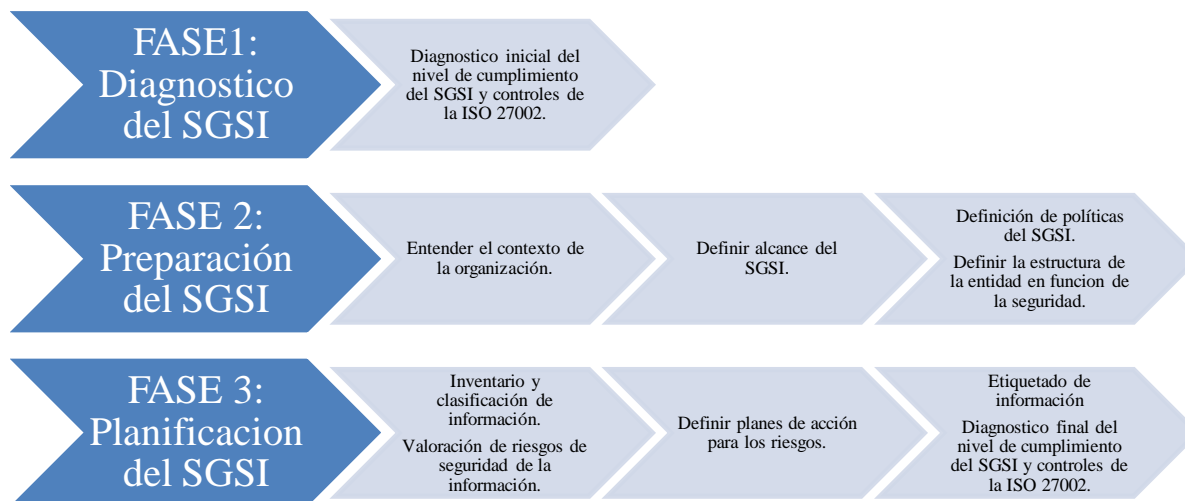 FASE1:
Diagnostico
del SGSI
Diagnostico inicial del
nivel de cumplimiento
del SGSI y controles de
la ISO 27002.
FASE 2:
Preparación
del SGSI
Entender el contexto de
la organización.
Definir alcance del
SGSI.
Definición de políticas
del SGSI.
Definir la estructura de
la entidad en funcion de
la seguridad.
FASE 3:
Planificacion
del SGSI
Inventario y
clasificación de
información.
Valoración de riesgos de
seguridad de la
información.
Definir planes de acción
para los riesgos.
Etiquetado de
información
Diagnostico final del
nivel de cumplimiento
del SGSI y controles de
la ISO 27002.